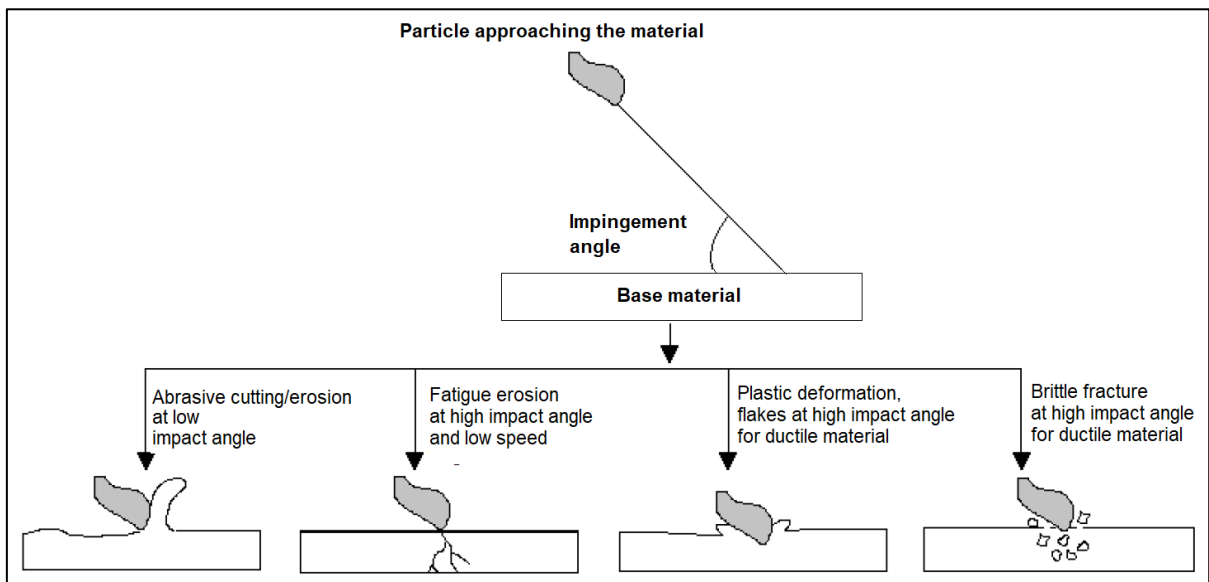 Particle approaching the material
Impingement
angle
Base material
Abrasive cutting/erosion
at low
impact angle
Fatigue erosion
at high impact angle
and low speed
Plastic deformation,
flakes at high impact angle
for ductile material
Brittle fracture
at high impact angle
for ductile material